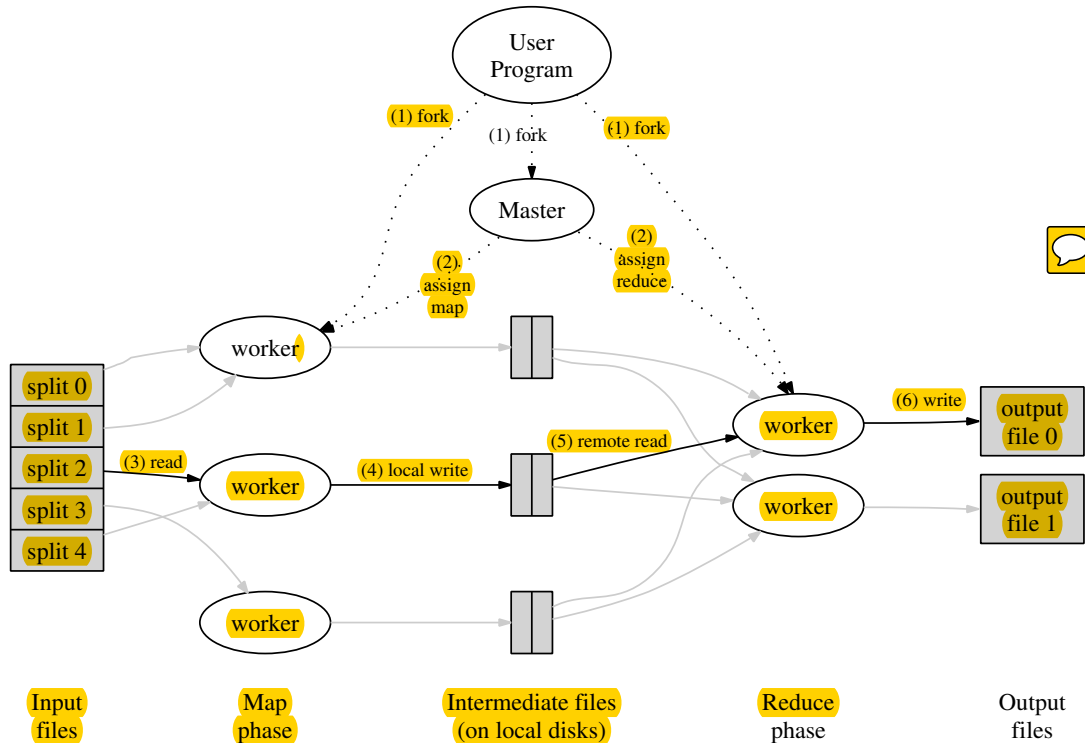 User
Program
(1) fork
(1) fork
(1) fork
Master
(2)
assign
map
(2)
assign
reduce
worker
split 0
split 1
split 2
split 3
split 4
(3) read
worker
(4) local write
(5) remote read
worker
(6) write
output
file 0
worker
output
file 1
worker
Input
files
Map
phase
Intermediate files
(on local disks)
Reduce
phase
Output
files